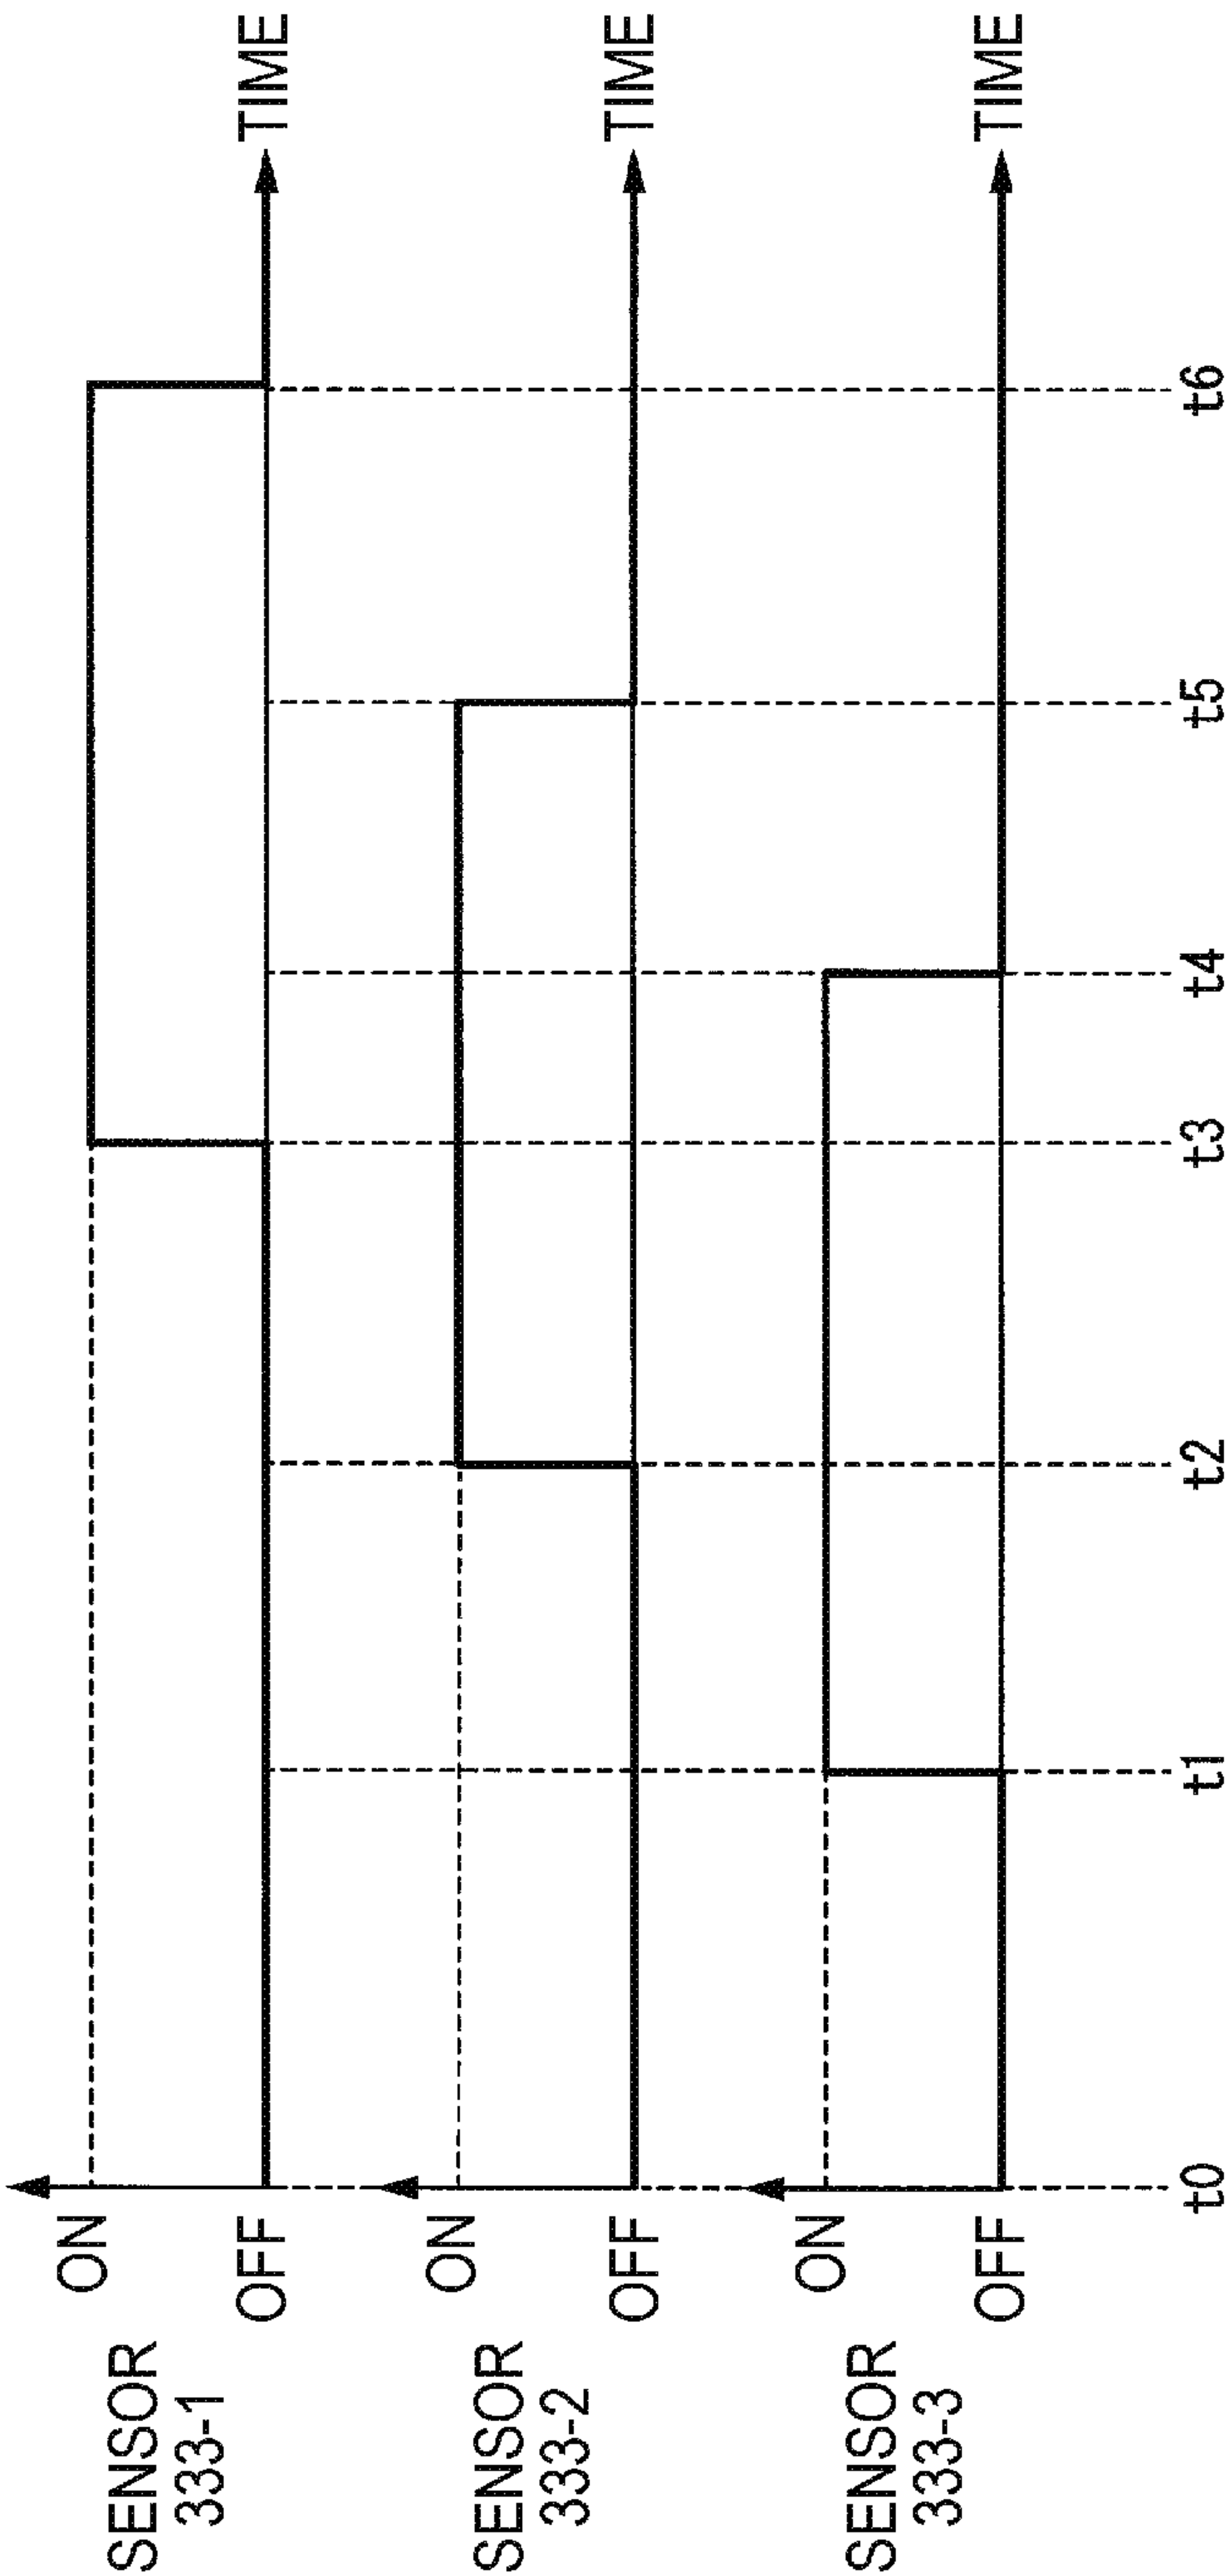 SENSOR
333-1
ON
OFF
TIME
SENSOR
333-2
ON
OFF
TIME
SENSOR
333-3
ON
OFF
TIME
t0 t1 t2 t3 t4 t5 t6